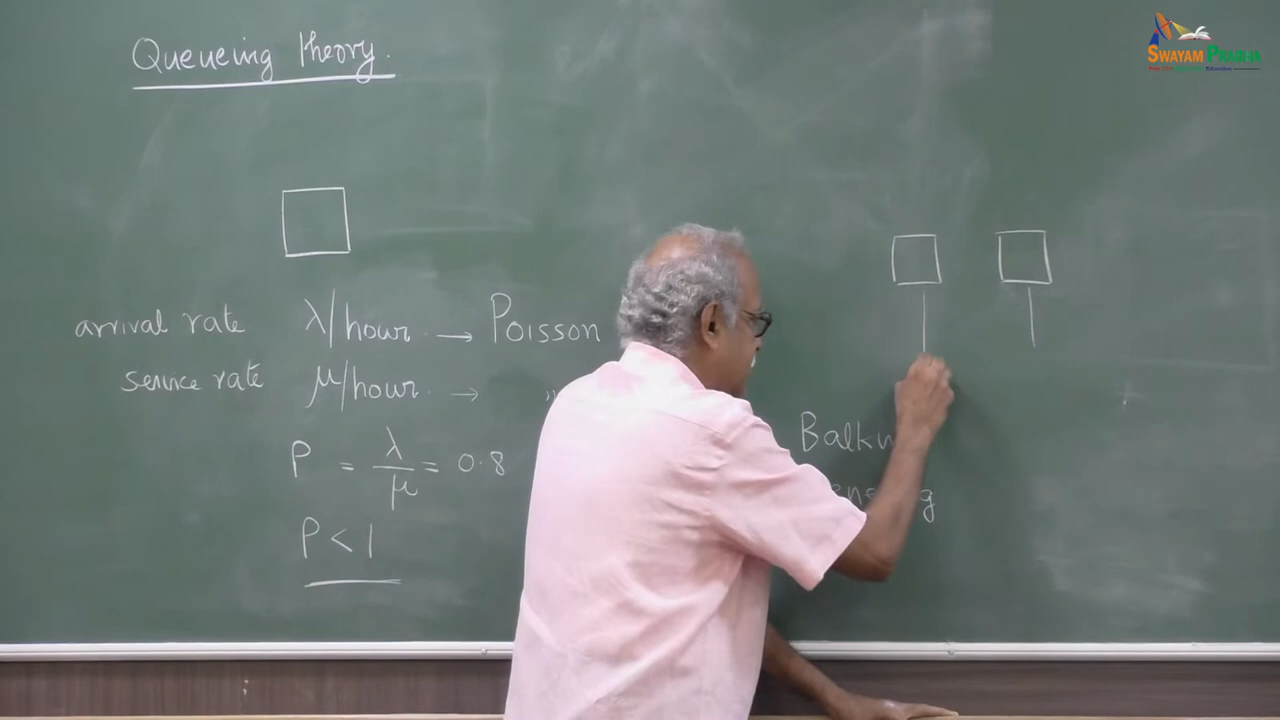 Queueing theory.
arrival rate λ/hour. → Poisson
service rate μ/hour. → "
P = λ/μ = 0.8
P < 1
SWAYAM PRABHA